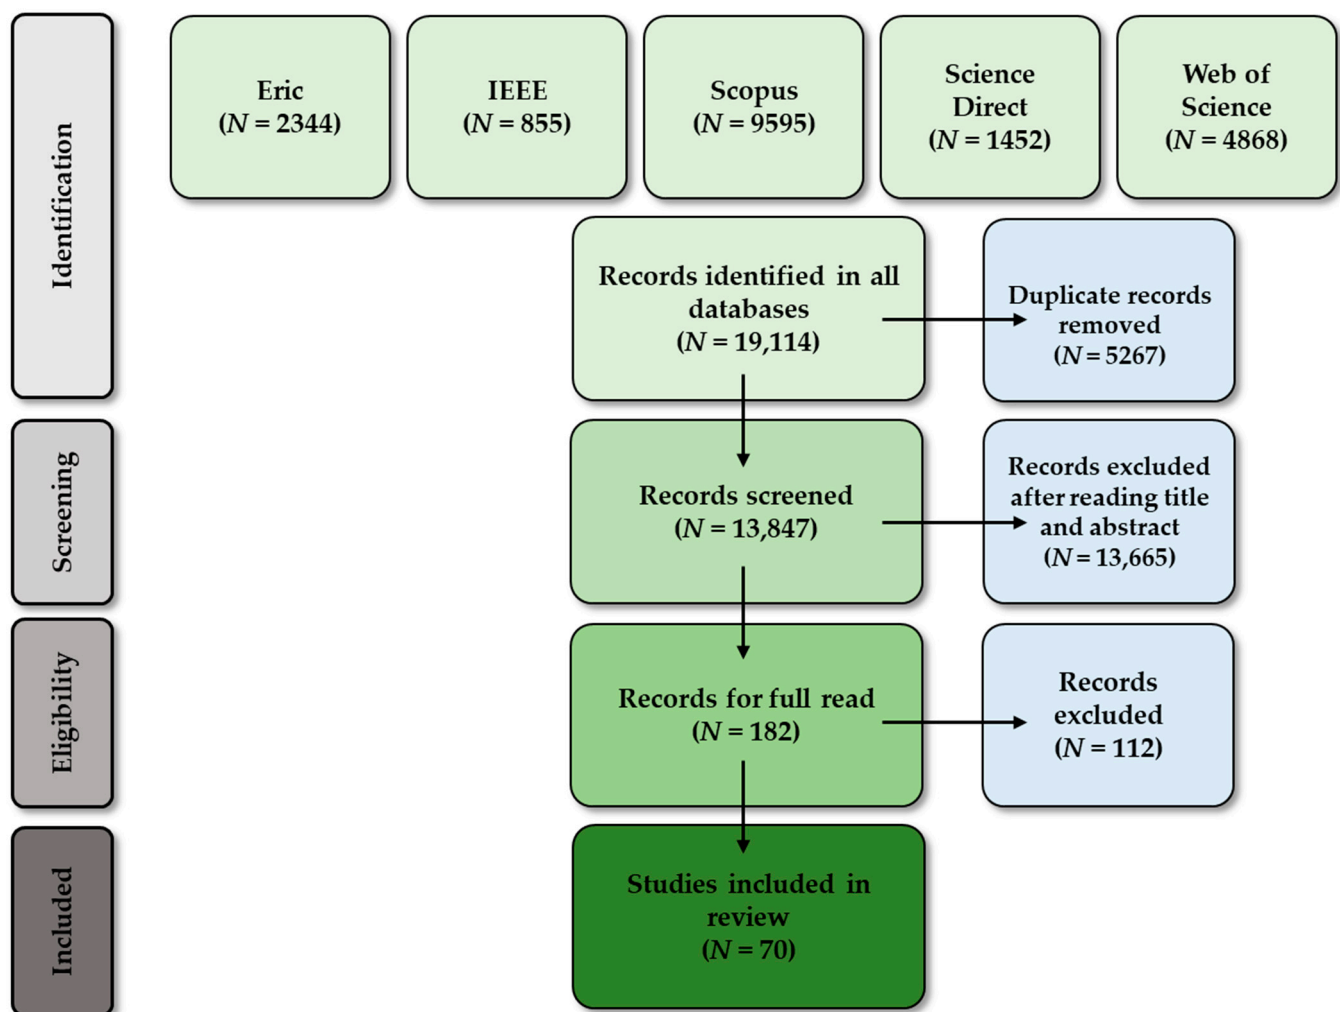 Identification
Eric
(N = 2344)
IEEE
(N = 855)
Scopus
(N = 9595)
Science
Direct
(N = 1452)
Web of
Science
(N = 4868)
Records identified in all
databases
(N = 19,114)
Duplicate records
removed
(N = 5267)
Screening
Records screened
(N = 13,847)
Records excluded
after reading title
and abstract
(N = 13,665)
Eligibility
Records for full read
(N = 182)
Records
excluded
(N = 112)
Included
Studies included in
review
(N = 70)